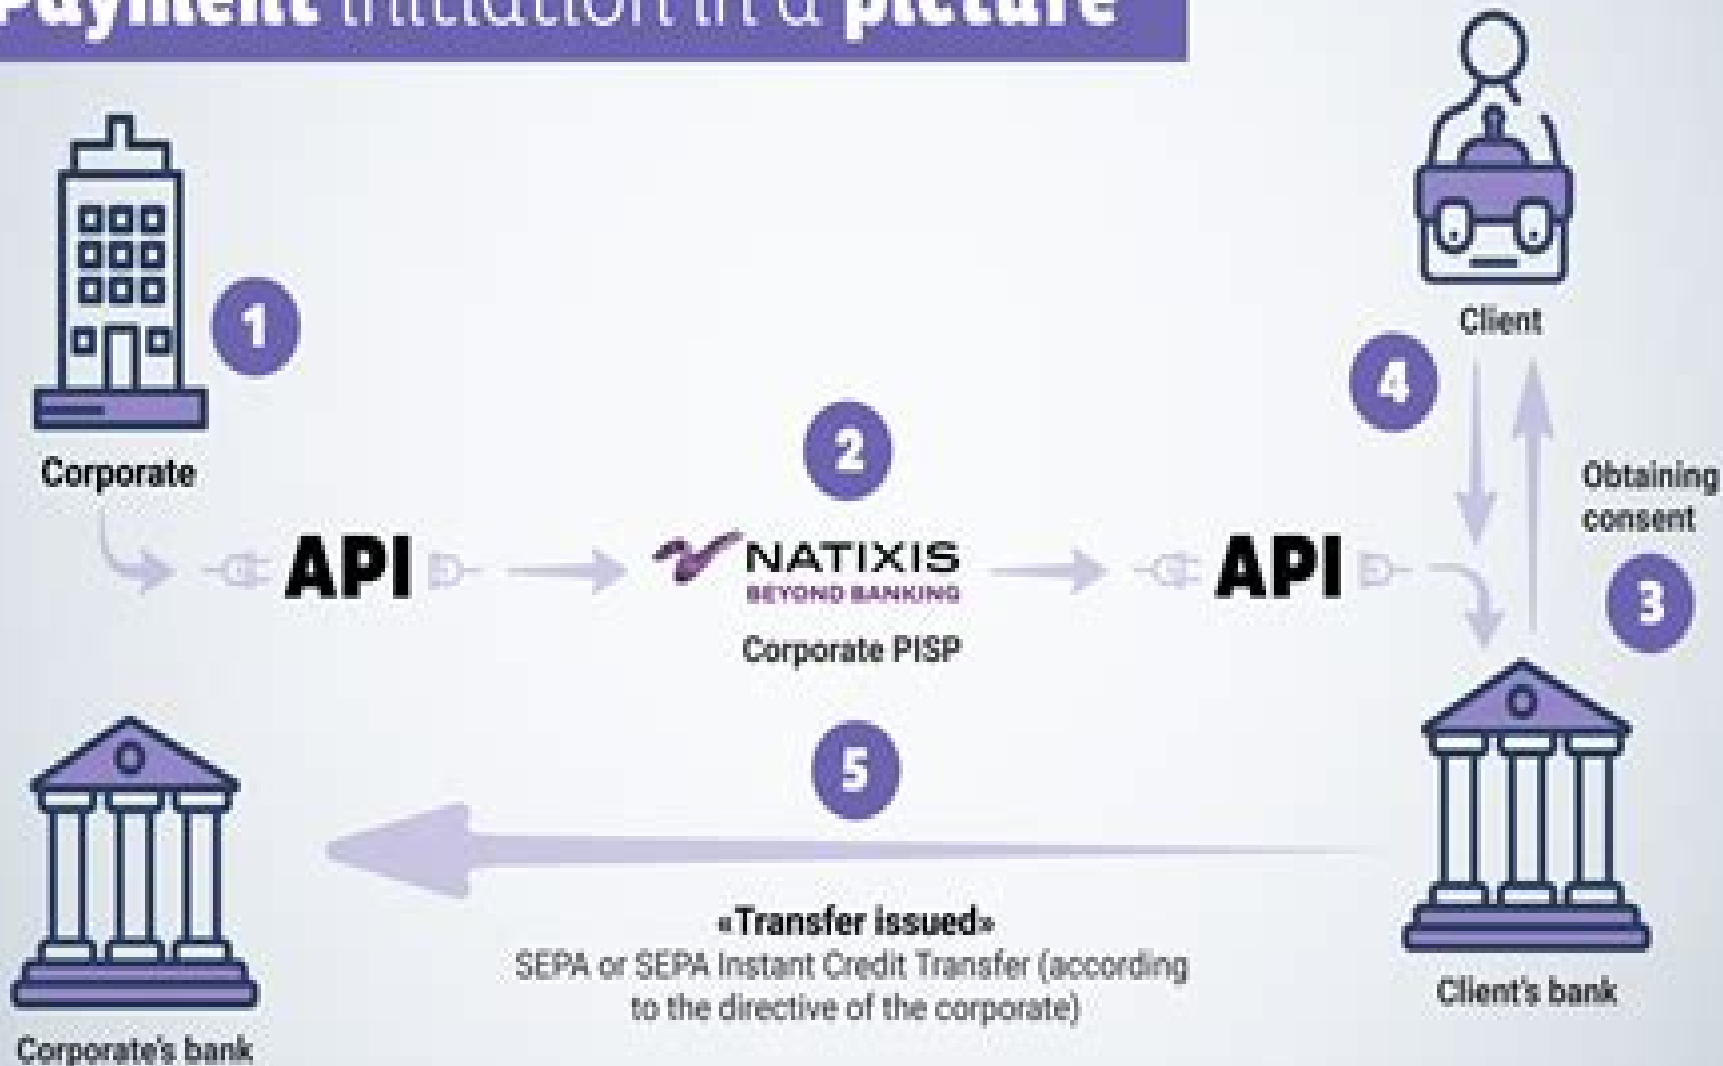 Payment initiation in a picture
1
Corporate
API
2
NATIXIS
BEYOND BANKING
Corporate PISP
API
Client
4
Obtaining
consent
3
5
«Transfer issued»
SEPA or SEPA Instant Credit Transfer (according
to the directive of the corporate)
Corporate's bank
Client's bank